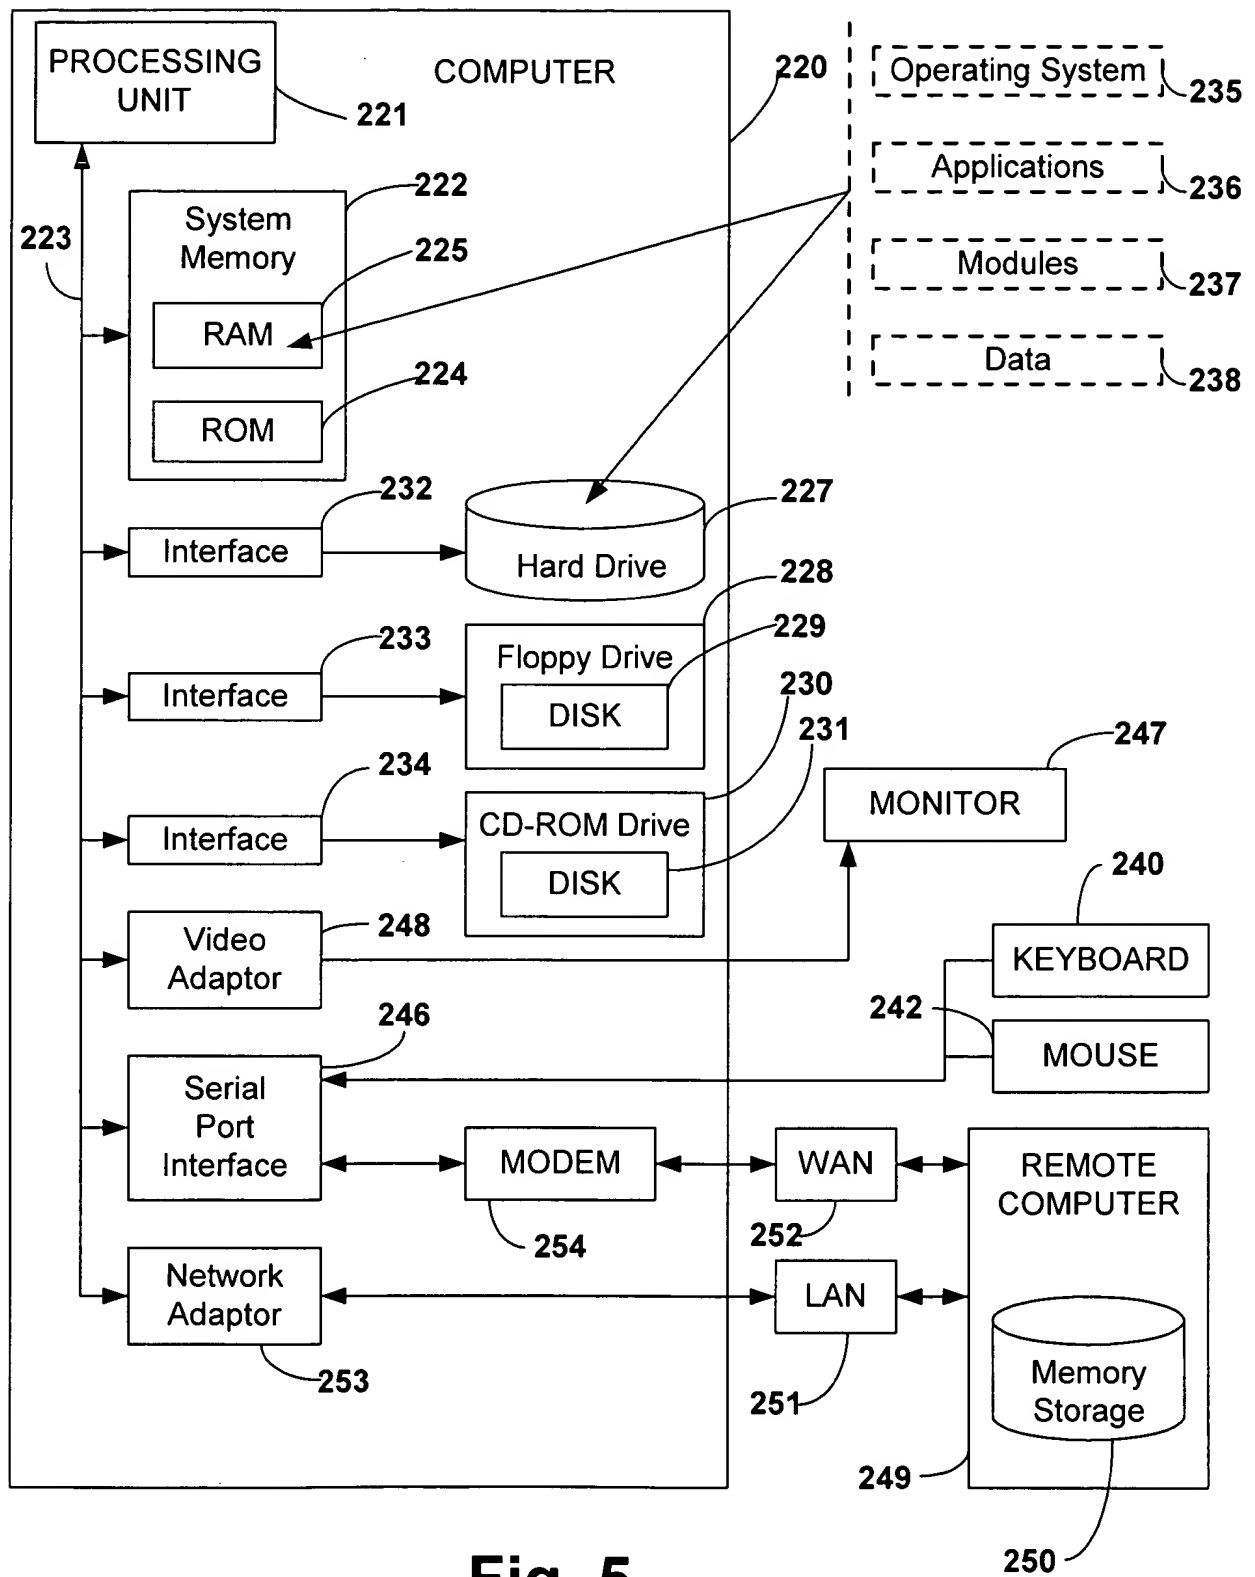 PROCESSING
UNIT
221
COMPUTER
220
Operating System
235
Applications
236
Modules
237
Data
238
223
222
System
Memory
225
RAM
224
ROM
232
Interface
227
Hard Drive
228
233
Interface
Floppy Drive
229
DISK
230
234
Interface
CD-ROM Drive
231
DISK
247
MONITOR
248
Video
Adaptor
240
KEYBOARD
242
MOUSE
246
Serial
Port
Interface
MODEM
254
WAN
252
REMOTE
COMPUTER
Network
Adaptor
253
LAN
251
Memory
Storage
249
250
Fig. 5